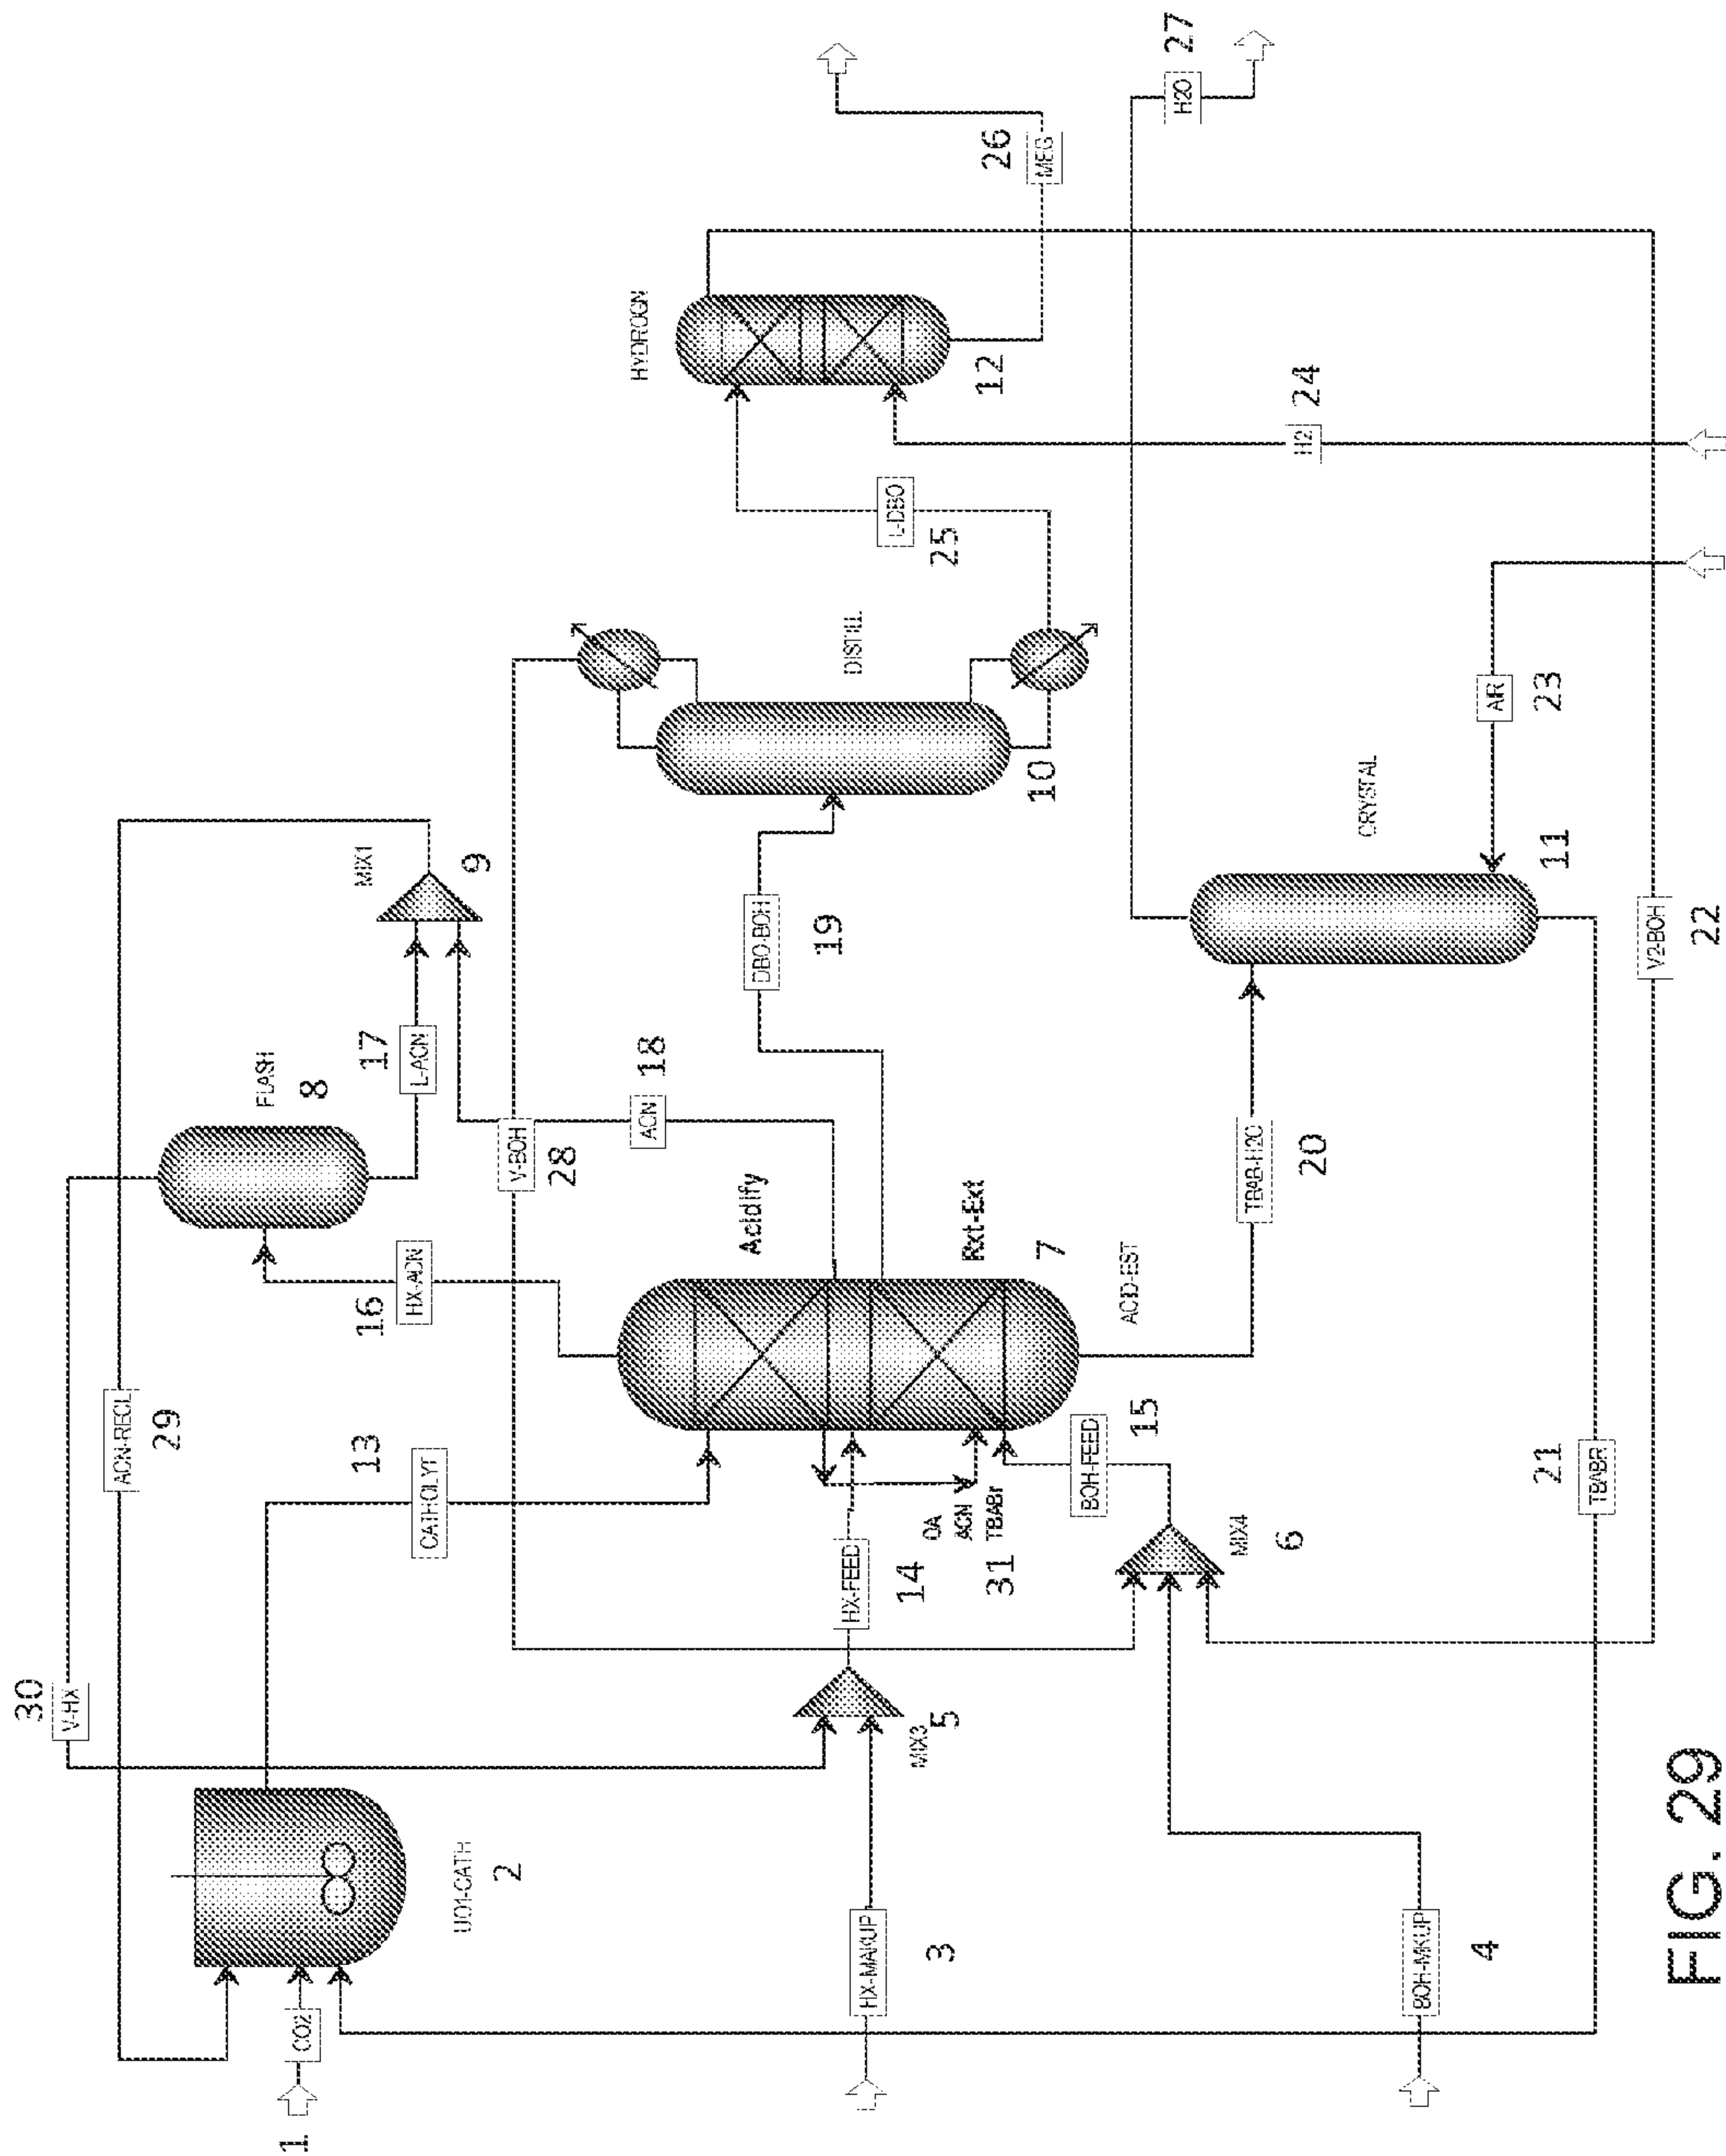 30
V-HX
ACN-RECL
29
1
CO2
U01-CATH
2
13
CATHOLYT
16
HX-ACN
FLASH
8
17
L-ACN
MIX1
9
V-BOH
28
ACN
18
Acidify
Rxt-Ext
7
ACID-EST
HX-MAKUP
3
MIX3
5
HX-FEED
14
OA
ACN
TBABr
31
BOH-FEED
15
MIX4
6
BOH-MKUP
4
DBO-BOH
19
DISTILL
10
L-DBO
25
HYDROGN
12
MEG
26
H2
24
H2O
27
TBAB-H2O
20
CRYSTAL
11
AIR
23
21
TBABR
V2-BOH
22
FIG. 29